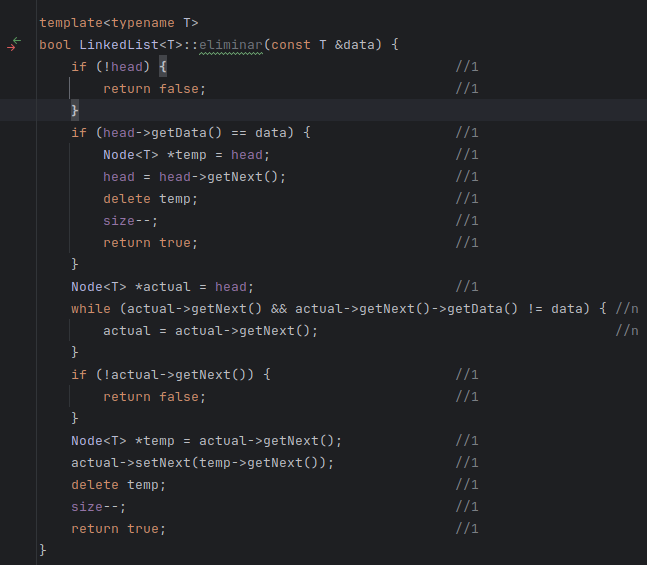 template<typename T>
bool LinkedList<T>::eliminar(const T &data) {
    if (!head) {                                    //1
        return false;                               //1
    }
    if (head->getData() == data) {                  //1
        Node<T> *temp = head;                       //1
        head = head->getNext();                     //1
        delete temp;                                //1
        size--;                                     //1
        return true;                                //1
    }
    Node<T> *actual = head;                         //1
    while (actual->getNext() && actual->getNext()->getData() != data) { //n
        actual = actual->getNext();                                     //n
    }
    if (!actual->getNext()) {                       //1
        return false;                               //1
    }
    Node<T> *temp = actual->getNext();              //1
    actual->setNext(temp->getNext());               //1
    delete temp;                                    //1
    size--;                                         //1
    return true;                                    //1
}